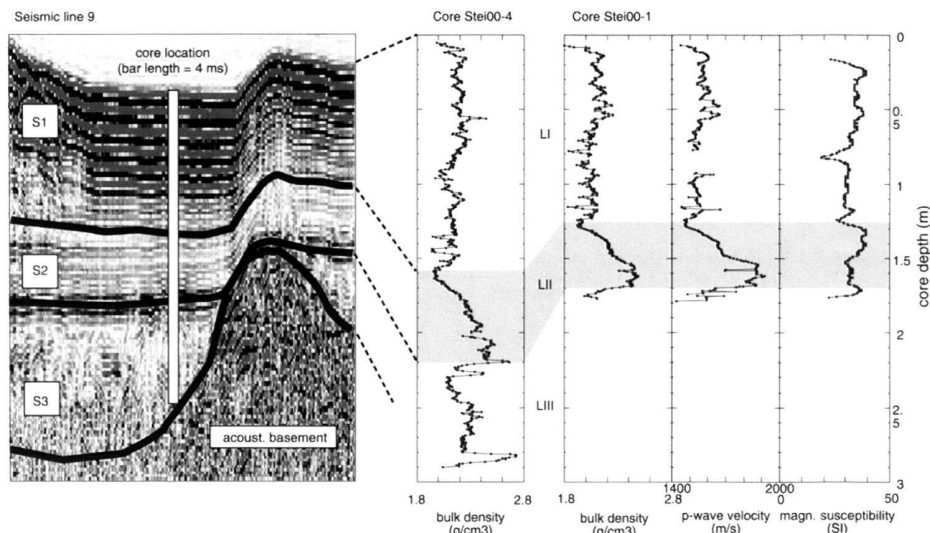 Seismic line 9
Core Stei00-4
Core Stei00-1
core location
(bar length = 4 ms)
S1
S2
S3
acoust. basement
LI
LII
LIII
0
0.
5
1
1.5
2
2.
5
3
core depth (m)
1.8
2.8
bulk density
(g/cm3)
1.8
2.8
bulk density
(g/cm3)
1400
2000
p-wave velocity
(m/s)
0
50
magn. susceptibility
(SI)